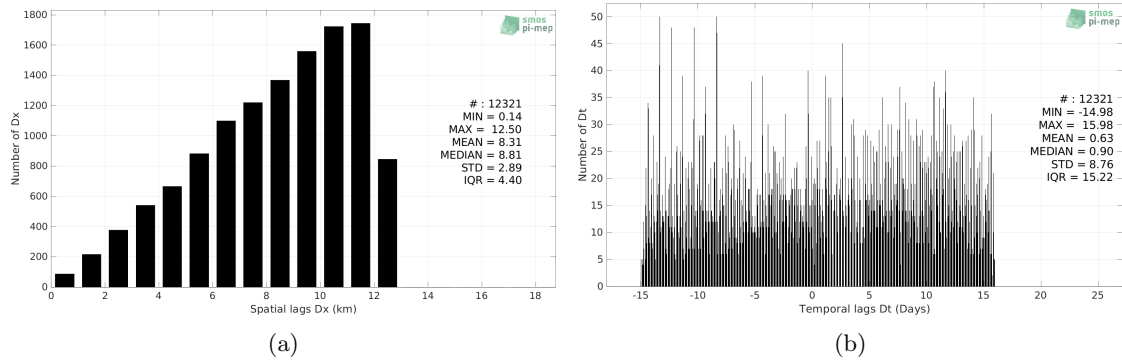 1800
1600
1400
1200
1000
800
600
400
200
0
Number of Dx
smos
pi-mep
# : 12321
MIN = 0.14
MAX = 12.50
MEAN = 8.31
MEDIAN = 8.81
STD = 2.89
IQR = 4.40
0 2 4 6 8 10 12 14 16 18
Spatial lags Dx (km)
(a)
50
45
40
35
30
25
20
15
10
5
0
Number of Dt
smos
pi-mep
# : 12321
MIN = -14.98
MAX = 15.98
MEAN = 0.63
MEDIAN = 0.90
STD = 8.76
IQR = 15.22
-15 -10 -5 0 5 10 15 20 25
Temporal lags Dt (Days)
(b)